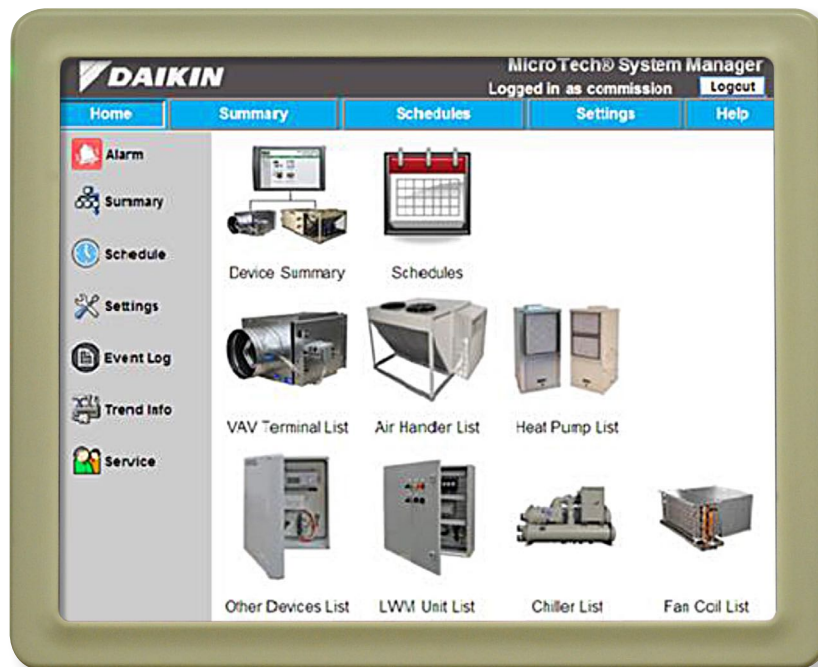 DAIKIN
MicroTech® System Manager
Logged in as commission
Logout
Home
Summary
Schedules
Settings
Help
Alarm
Summary
Schedule
Settings
Event Log
Trend Info
Service
Device Summary
Schedules
VAV Terminal List
Air Hander List
Heat Pump List
Other Devices List
LWM Unit List
Chiller List
Fan Coil List